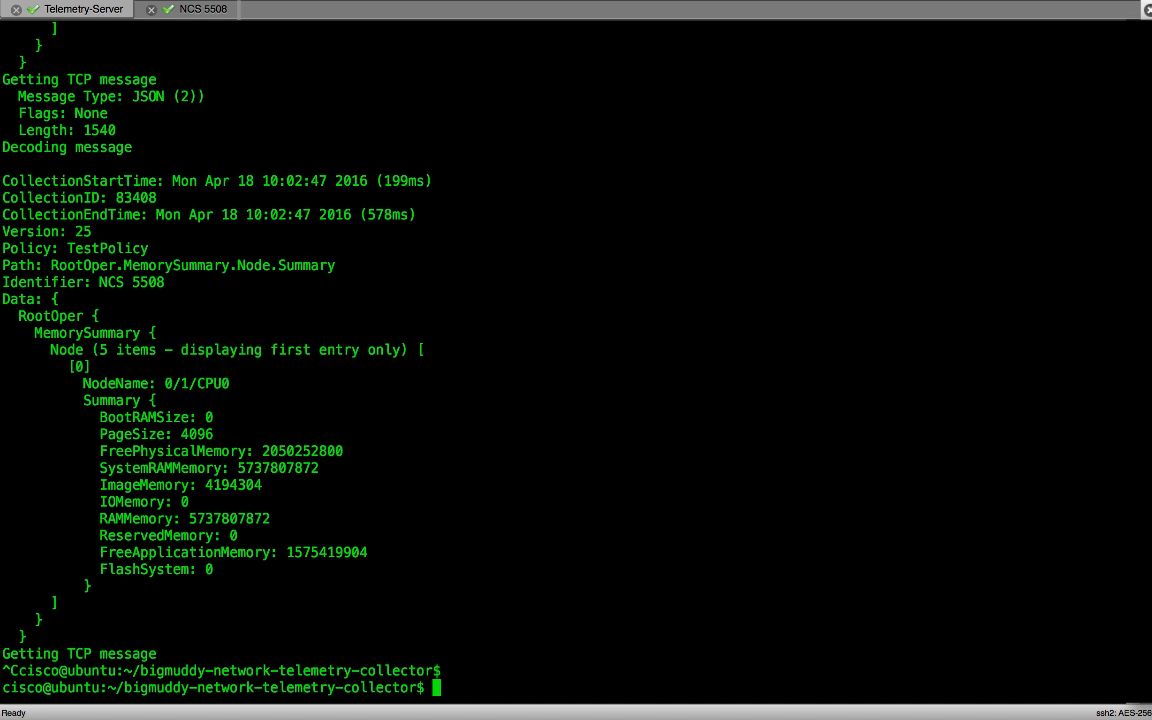 Telemetry-Server NCS 5508
]
}
}
Getting TCP message
Message Type: JSON (2))
Flags: None
Length: 1540
Decoding message
CollectionStartTime: Mon Apr 18 10:02:47 2016 (199ms)
CollectionID: 83408
CollectionEndTime: Mon Apr 18 10:02:47 2016 (578ms)
Version: 25
Policy: TestPolicy
Path: RootOper.MemorySummary.Node.Summary
Identifier: NCS 5508
Data: {
RootOper {
MemorySummary {
Node (5 items - displaying first entry only) [
[0]
NodeName: 0/1/CPU0
Summary {
BootRAMSize: 0
PageSize: 4096
FreePhysicalMemory: 2050252800
SystemRAMMemory: 5737807872
ImageMemory: 4194304
IOMemory: 0
RAMMemory: 5737807872
ReservedMemory: 0
FreeApplicationMemory: 1575419904
FlashSystem: 0
}
]
}
}
Getting TCP message
^Ccisco@ubuntu:~/bigmuddy-network-telemetry-collector$
cisco@ubuntu:~/bigmuddy-network-telemetry-collector$
Ready ssh2: AES-256